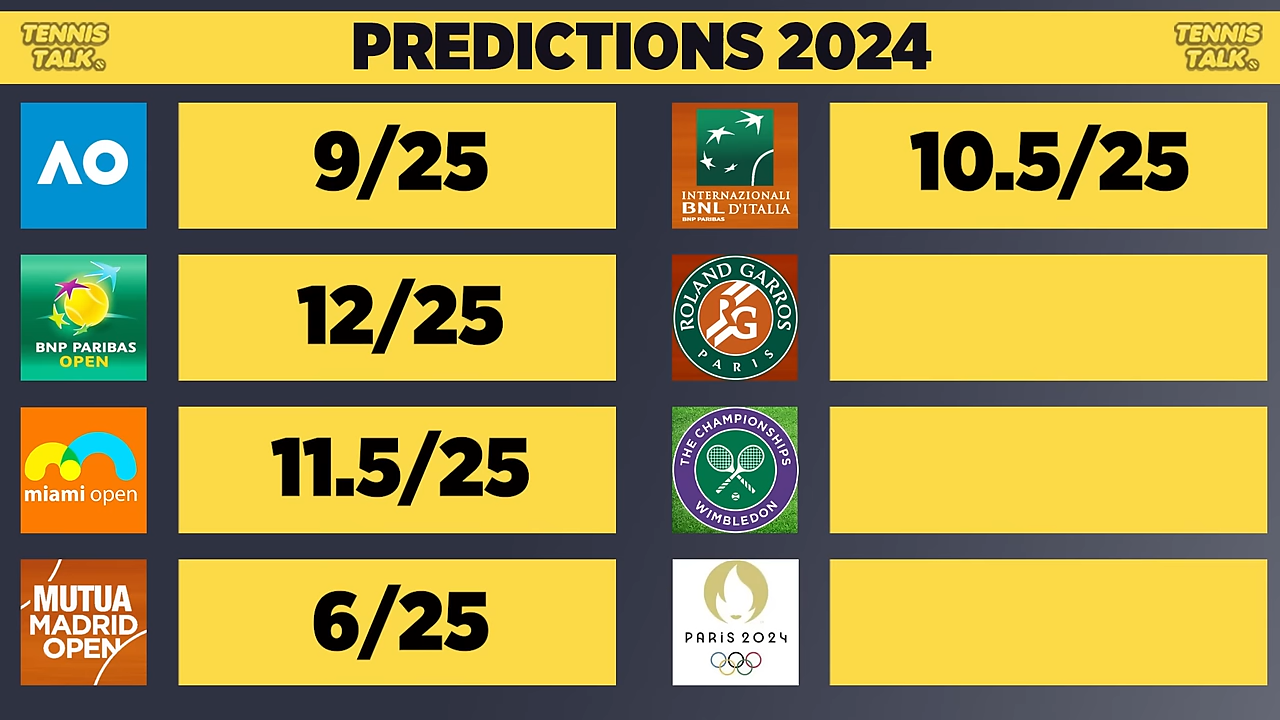 TENNIS
TALK
PREDICTIONS 2024
TENNIS
TALK
AO
9/25
BNP PARIBAS
OPEN
12/25
miami open
11.5/25
MUTUA
MADRID
OPEN
6/25
INTERNAZIONALI
BNL D'ITALIA
BNP PARIBAS
10.5/25
ROLAND GARROS
RG
PARIS
THE CHAMPIONSHIPS
WIMBLEDON
PARIS 2024